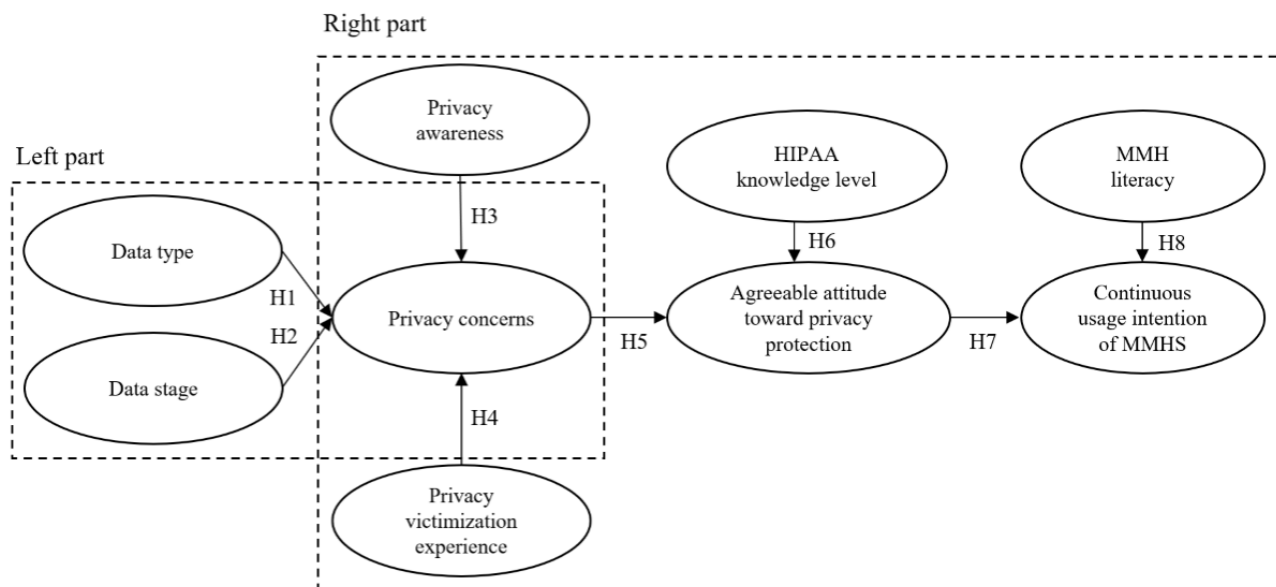 Right part
Privacy
awareness
Left part
HIPAA
knowledge level
MMH
literacy
Data type
H3
H6
H8
H1
Privacy concerns
Agreeable attitude
toward privacy
protection
Continuous
usage intention
of MMHS
H2
H5
H7
Data stage
H4
Privacy
victimization
experience